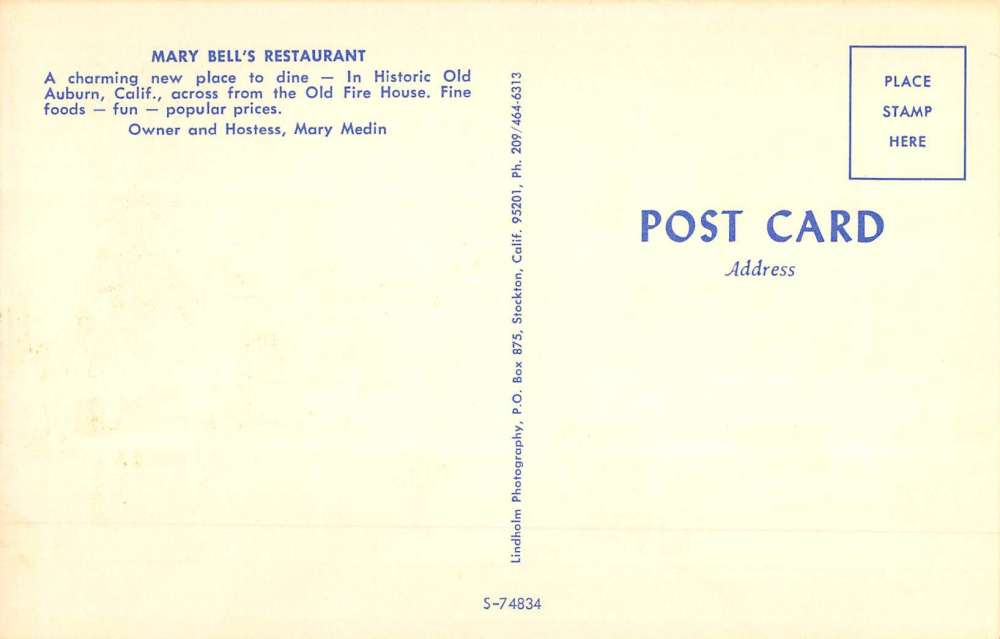 MARY BELL'S RESTAURANT
A charming new place to dine — In Historic Old
Auburn, Calif., across from the Old Fire House. Fine
foods — fun — popular prices.
Owner and Hostess, Mary Medin
Lindholm Photography, P.O. Box 875, Stockton, Calif. 95201, Ph. 209/464-6313
PLACE
STAMP
HERE
POST CARD
Address
S-74834